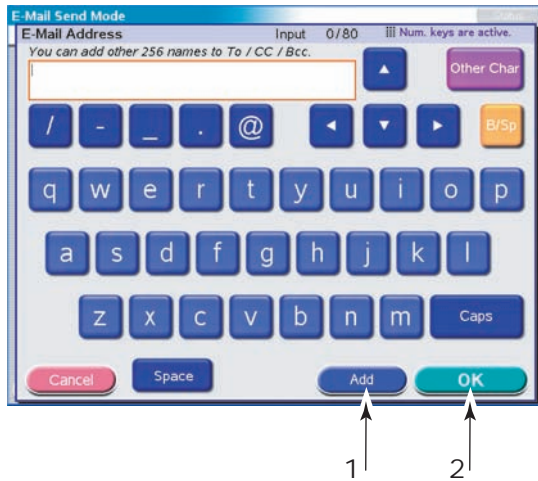 E-Mail Send Mode
E-Mail Address Input 0/80 Num. keys are active.
You can add other 256 names to To / CC / Bcc.
Other Char
/ - _ . @ B/Sp
q w e r t y u i o p
a s d f g h j k l
z x c v b n m Caps
Cancel Space Add OK
1 2